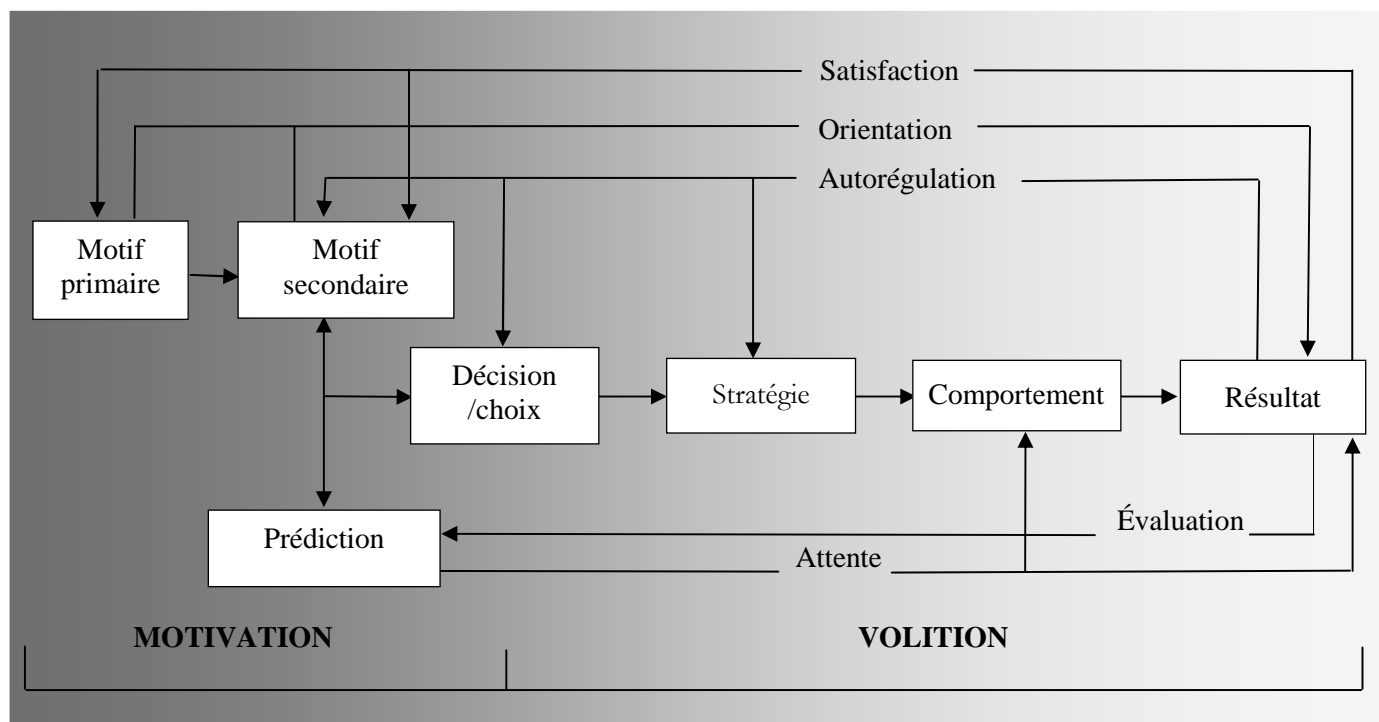 Satisfaction
Orientation
Autorégulation
Motif
primaire
Motif
secondaire
Décision
/choix
Stratégie
Comportement
Résultat
Prédiction
Évaluation
Attente
MOTIVATION
VOLITION